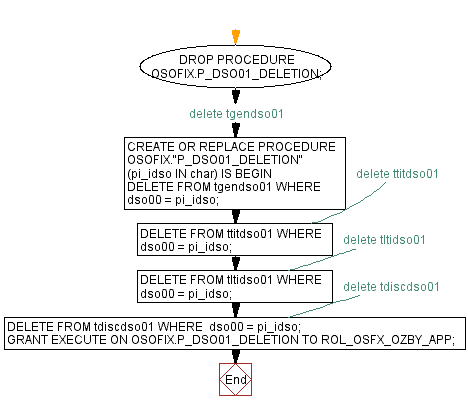 DROP PROCEDURE
OSOFIX.P_DSO01_DELETION;
delete tgendso01
CREATE OR REPLACE PROCEDURE
OSOFIX."P_DSO01_DELETION"
(pi_idso IN char) IS BEGIN
DELETE FROM tgendso01 WHERE
dso00 = pi_idso;
delete ttitdso01
DELETE FROM ttitdso01 WHERE
dso00 = pi_idso;
delete tltidso01
DELETE FROM tltidso01 WHERE
dso00 = pi_idso;
delete tdiscdso01
DELETE FROM tdiscdso01 WHERE dso00 = pi_idso;
GRANT EXECUTE ON OSOFIX.P_DSO01_DELETION TO ROL_OSFX_OZBY_APP;
End